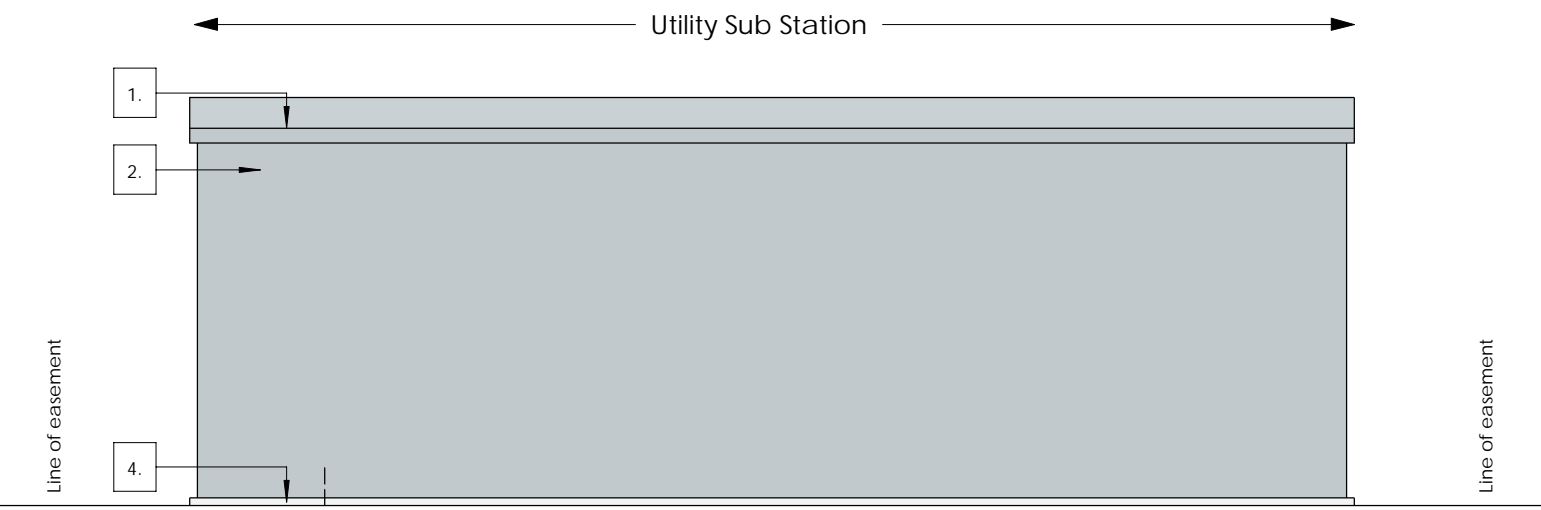 Utility Sub Station
1.
2.
Line of easement
Line of easement
4.